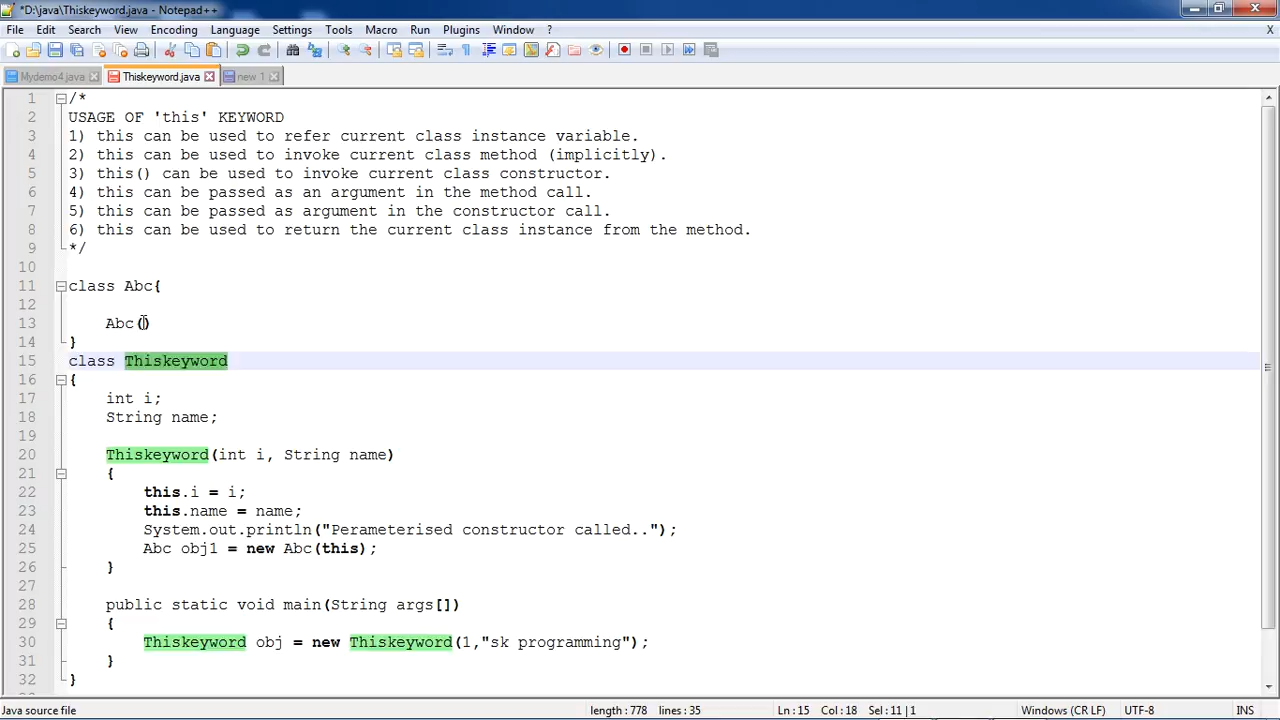 *D:\java\Thiskeyword.java - Notepad++
File Edit Search View Encoding Language Settings Tools Macro Run Plugins Window ? X
Mydemo4.java Thiskeyword.java new 1
1 /*
2 USAGE OF 'this' KEYWORD
3 1) this can be used to refer current class instance variable.
4 2) this can be used to invoke current class method (implicitly).
5 3) this() can be used to invoke current class constructor.
6 4) this can be passed as an argument in the method call.
7 5) this can be passed as argument in the constructor call.
8 6) this can be used to return the current class instance from the method.
9 */
10
11 class Abc{
12
13 Abc()
14 }
15 class Thiskeyword
16 {
17 int i;
18 String name;
19
20 Thiskeyword(int i, String name)
21 {
22 this.i = i;
23 this.name = name;
24 System.out.println("Perameterised constructor called..");
25 Abc obj1 = new Abc(this);
26 }
27
28 public static void main(String args[])
29 {
30 Thiskeyword obj = new Thiskeyword(1,"sk programming");
31 }
32 }
Java source file length : 778 lines : 35 Ln : 15 Col : 18 Sel : 11 | 1 Windows (CR LF) UTF-8 INS